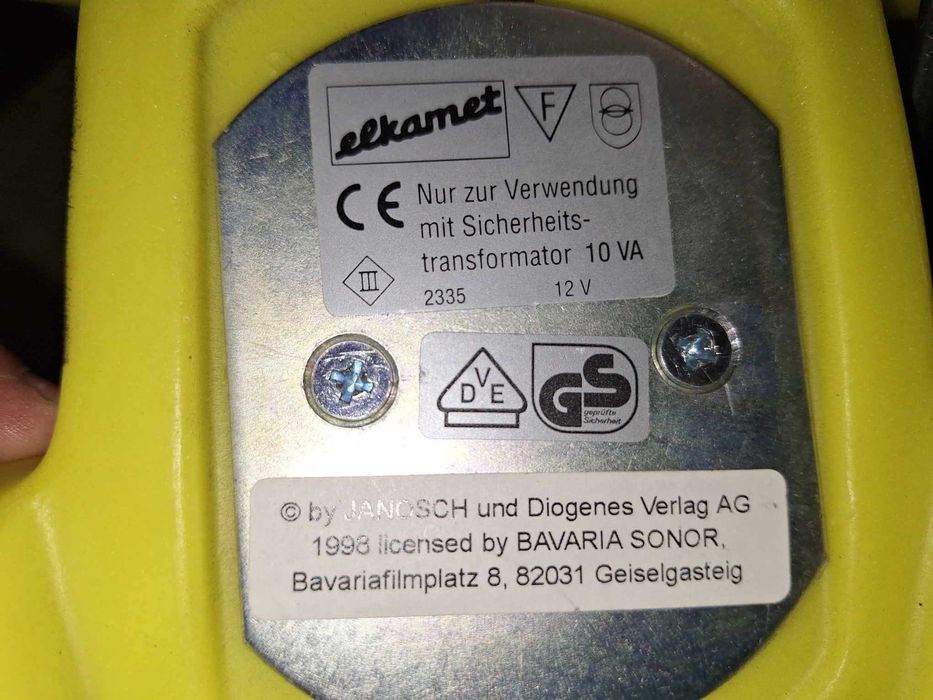 elkamet
F
CE
Nur zur Verwendung
mit Sicherheits-
transformator 10 VA
III
2335 12 V
D V E
GS
geprüfte
Sicherheit
© by JANOSCH und Diogenes Verlag AG
1998 licensed by BAVARIA SONOR,
Bavariafilmplatz 8, 82031 Geiselgasteig